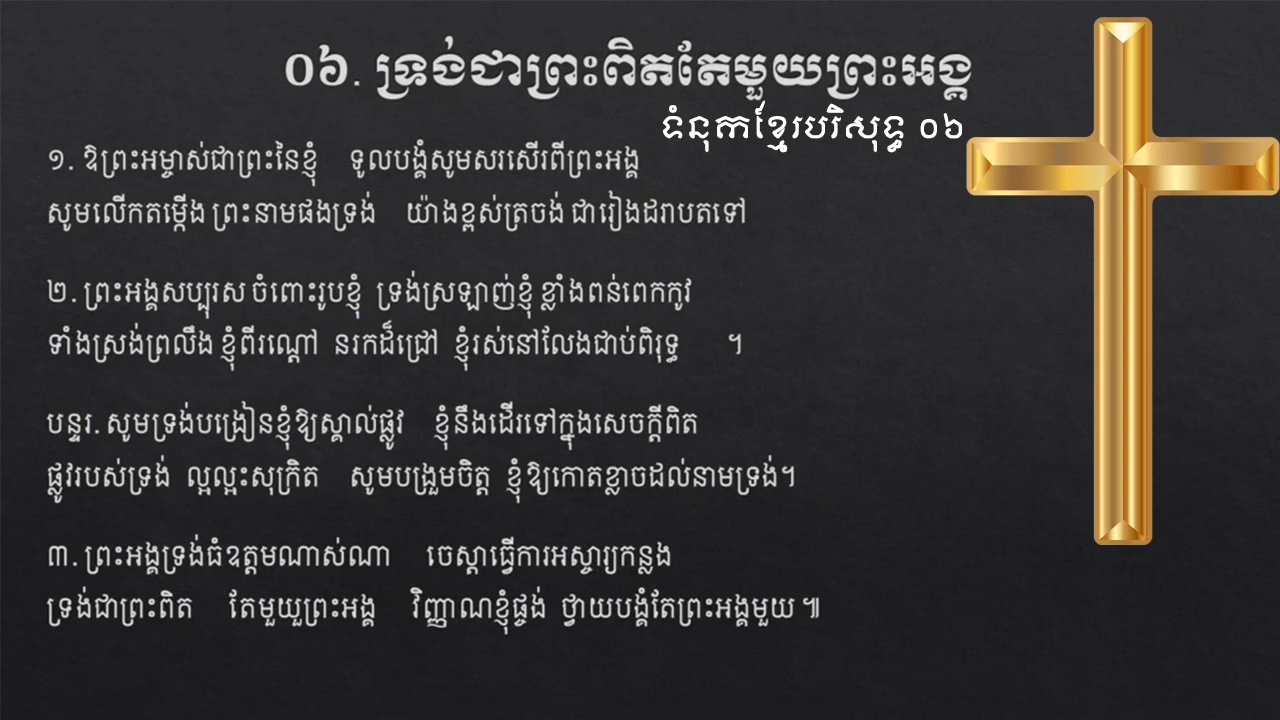 ០៦. ទ្រង់ជាព្រះពិតតែមួយព្រះអង្គ
ទំនុកខ្មែរបរិសុទ្ធ ០៦
១. ឱព្រះអម្ចាស់ជាព្រះនៃខ្ញុំ ទូលបង្គំសូមសរសើរពីព្រះអង្គ
សូមលើកតម្កើង ព្រះនាមផងទ្រង់ យ៉ាងខ្ពស់ត្រចង់ ជារៀងដរាបតទៅ
២. ព្រះអង្គសប្បុរស ចំពោះរូបខ្ញុំ ទ្រង់ស្រឡាញ់ខ្ញុំ ខ្លាំងពន់ពេកកូវ
ទាំងស្រង់ព្រលឹង ខ្ញុំពីរណ្តៅ នរកដ៏ជ្រៅ ខ្ញុំរស់នៅលែងជាប់ពិរុទ្ធ ។
បន្ទរ. សូមទ្រង់បង្រៀនខ្ញុំឱ្យស្គាល់ផ្លូវ ខ្ញុំនឹងដើរទៅក្នុងសេចក្តីពិត
ផ្លូវរបស់ទ្រង់ ល្អល្អះសុក្រិត សូមបង្រួមចិត្ត ខ្ញុំឱ្យកោតខ្លាចដល់នាមទ្រង់។
៣. ព្រះអង្គទ្រង់ធំឧត្តមណាស់ណា ចេស្តាធ្វើការអស្ចារ្យកន្លង
ទ្រង់ជាព្រះពិត តែមួយួព្រះអង្គ វិញ្ញាណខ្ញុំផ្ចង់ ថ្វាយបង្គំតែព្រះអង្គមួយ ៕